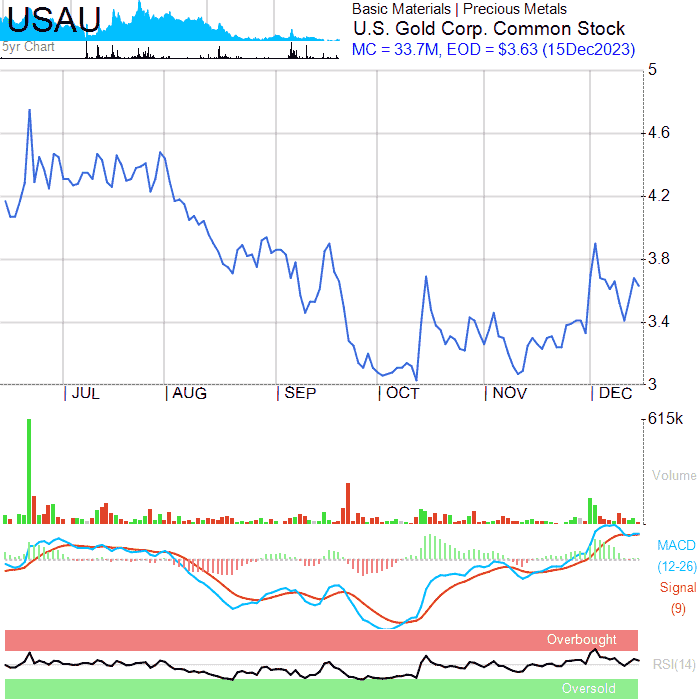 USAU
5yr Chart
Basic Materials | Precious Metals
U.S. Gold Corp. Common Stock
MC = 33.7M, EOD = $3.63 (15Dec2023)
5
4.6
4.2
3.8
3.4
3
JUL AUG SEP OCT NOV DEC
615k
Volume
MACD
(12-26)
Signal
(9)
Overbought
RSI(14)
Oversold